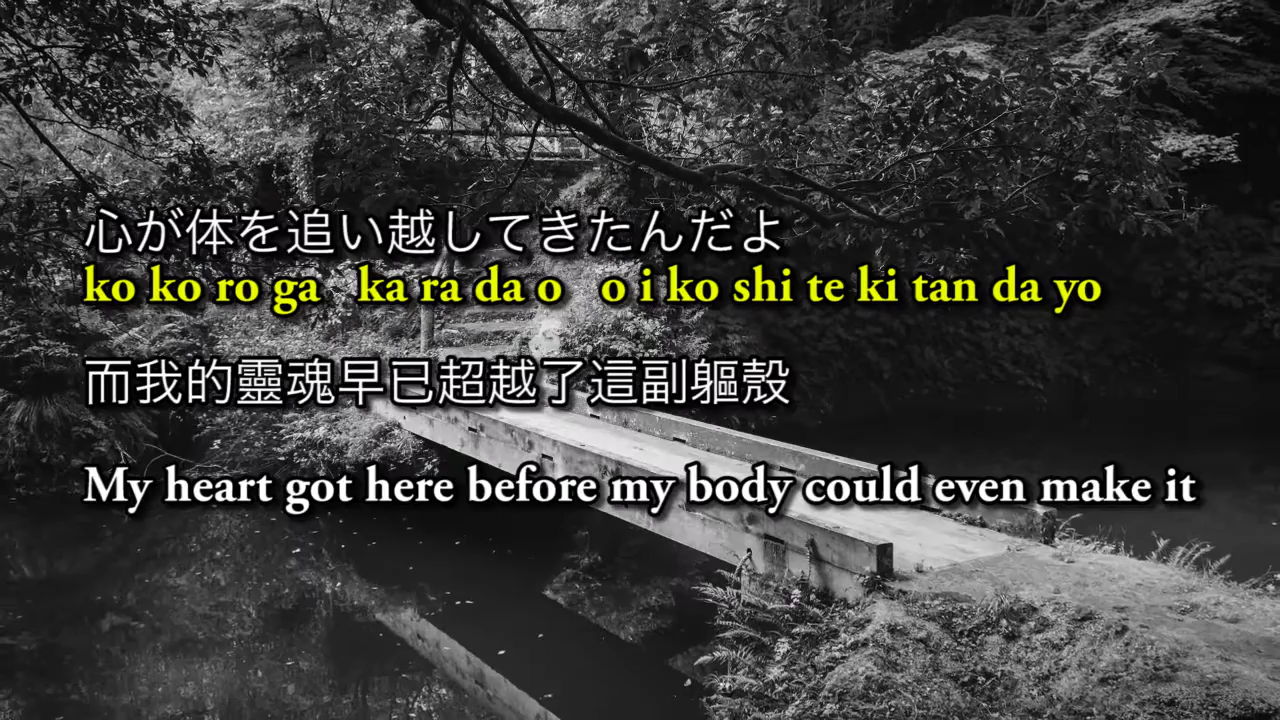 心が体を追い越してきたんだよ
ko ko ro ga ka ra da o o i ko shi te ki tan da yo
而我的靈魂早已超越了這副軀殼
My heart got here before my body could even make it